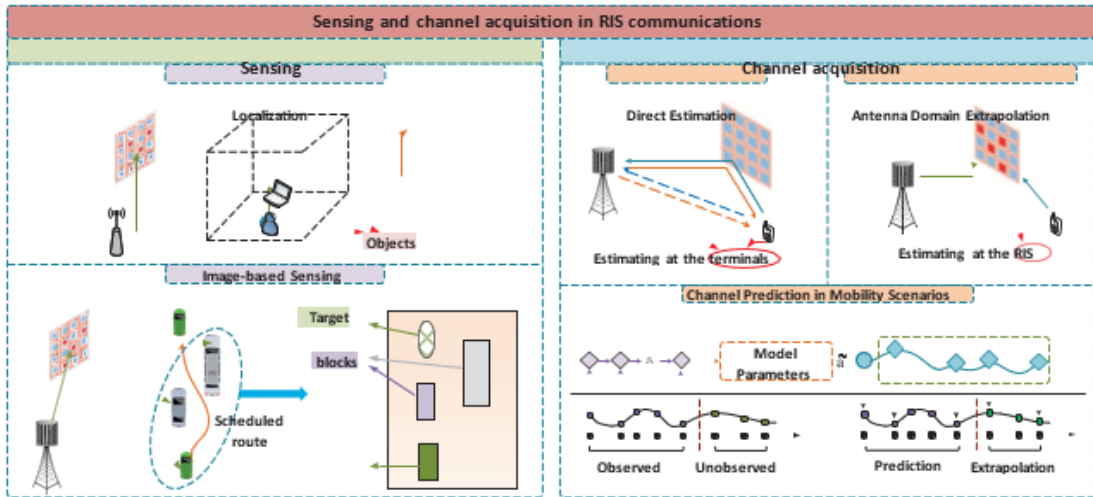 Sensing and channel acquisition in RIS communications
Sensing
Localization
Objects
Image-based Sensing
Target
blocks
Scheduled
route
Channel acquisition
Direct Estimation
Estimating at the terminals
Antenna Domain Extrapolation
Estimating at the RIS
Channel Prediction in Mobility Scenarios
Model
Parameters
Observed
Unobserved
Prediction
Extrapolation